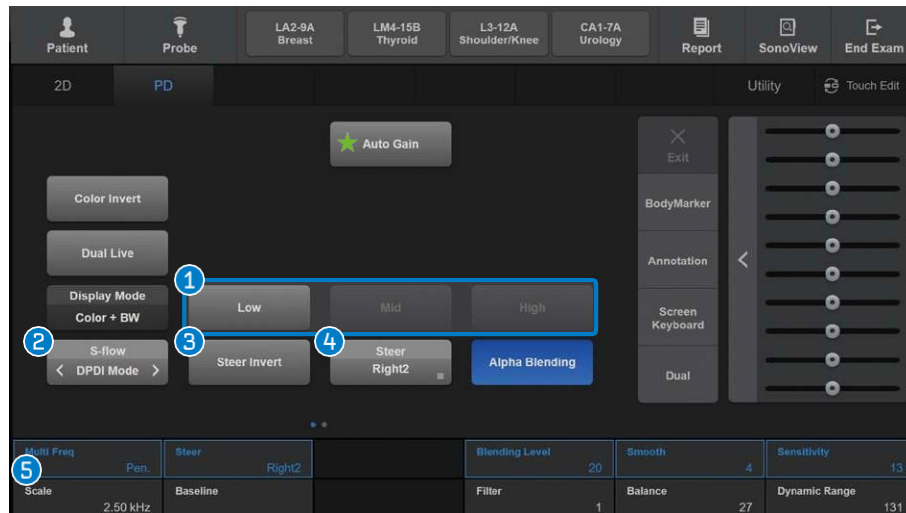 Patient
Probe
LA2-9A
Breast
LM4-15B
Thyroid
L3-12A
Shoulder/Knee
CA1-7A
Urology
Report
SonoView
End Exam
2D
PD
Utility
Touch Edit
Auto Gain
Exit
Color Invert
BodyMarker
Dual Live
Annotation
1
Display Mode
Color + BW
Low
Mid
High
Screen
Keyboard
2
S-flow
< DPDI Mode >
3
Steer Invert
4
Steer
Right2
Alpha Blending
Dual
Multi Freq
Pen.
Steer
Right2
Blending Level
20
Smooth
4
Sensitivity
13
5
Scale
2.50 kHz
Baseline
Filter
1
Balance
27
Dynamic Range
131